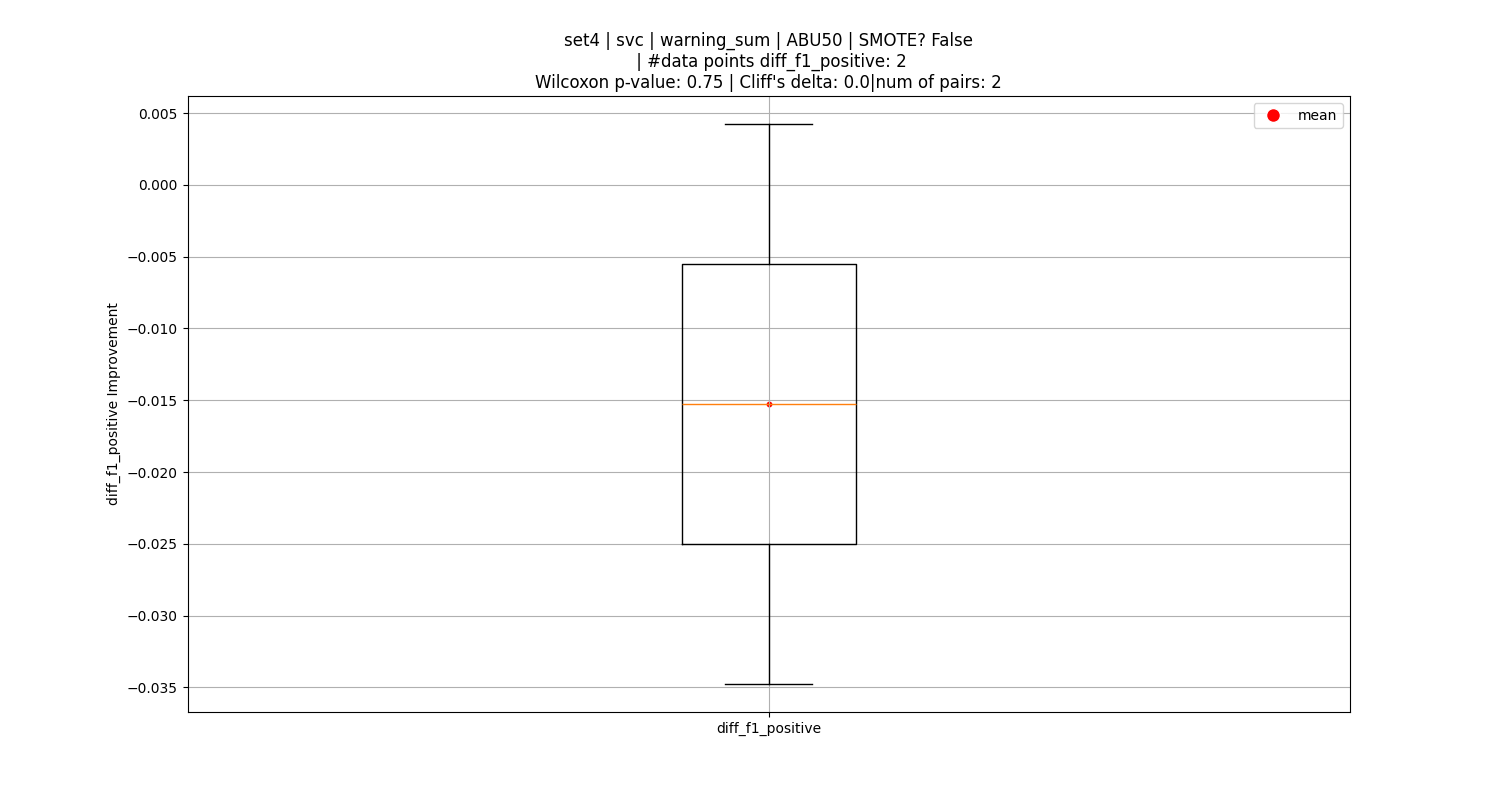 set4 | svc | warning_sum | ABU50 | SMOTE? False
| #data points diff_f1_positive: 2
Wilcoxon p-value: 0.75 | Cliff's delta: 0.0|num of pairs: 2
mean
0.005
0.000
−0.005
−0.010
−0.015
−0.020
−0.025
−0.030
−0.035
diff_f1_positive Improvement
diff_f1_positive